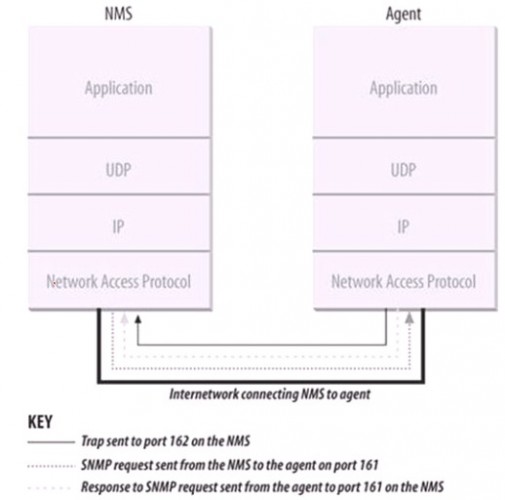 NMS
Agent
Application
Application
UDP
UDP
IP
IP
Network Access Protocol
Network Access Protocol
Internetwork connecting NMS to agent
KEY
Trap sent to port 162 on the NMS
SNMP request sent from the NMS to the agent on port 161
Response to SNMP request sent from the agent to port 161 on the NMS